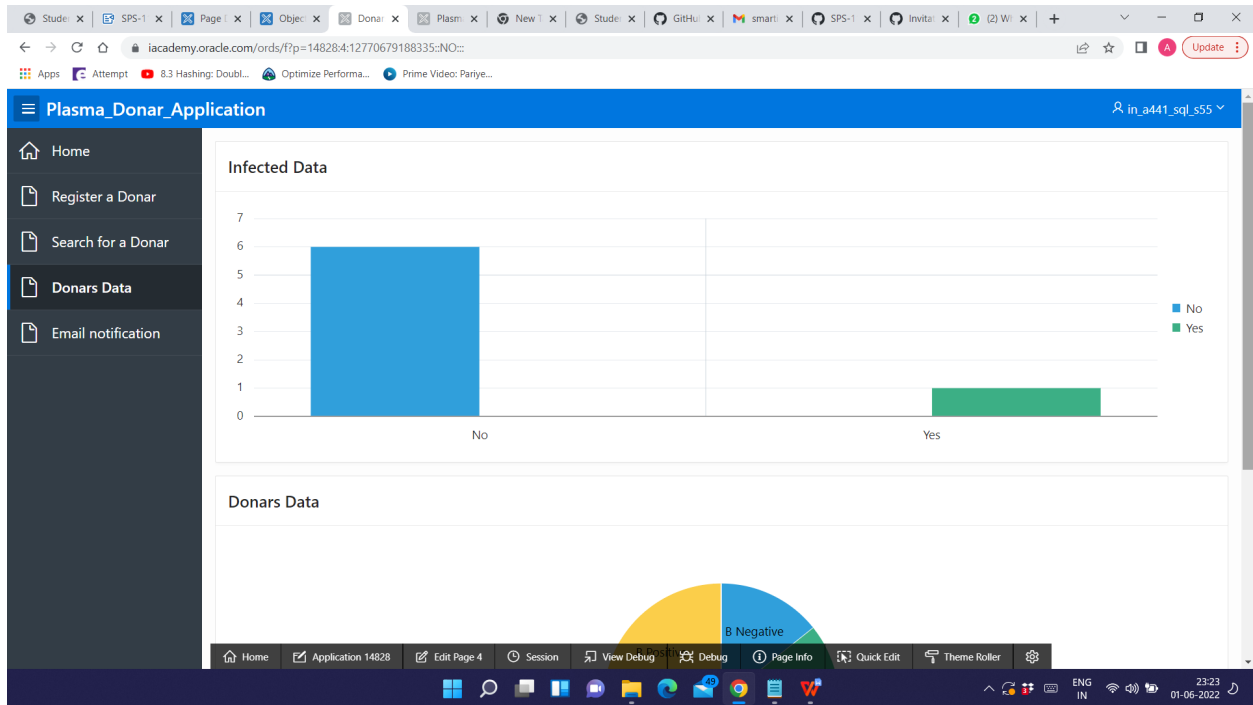 Studer SPS-1 Page D Object Donar Plasm New T Studer GitHub smarti SPS-1 Invitat (2) Wh
iacademy.oracle.com/ords/f?p=14828:4:12770679188335::NO:::
A Update
Apps Attempt 8.3 Hashing: Doubl... Optimize Performa... Prime Video: Pariye...
Plasma_Donar_Application
in_a441_sql_s55
Home
Register a Donar
Search for a Donar
Donars Data
Email notification
Infected Data
7
6
5
4
3
2
1
0
No
Yes
No
Yes
Donars Data
B Negative
B Positive
Home Application 14828 Edit Page 4 Session View Debug Debug Page Info Quick Edit Theme Roller
49
ENG
IN
23:23
01-06-2022